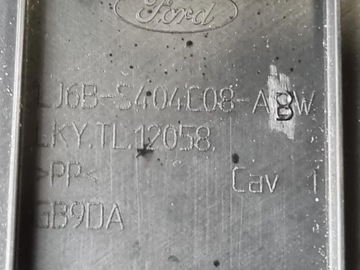 Ford
LJ6B-S404C08-ABW
LKY.TL.12058.
>PP< Cav 1
GB9DA